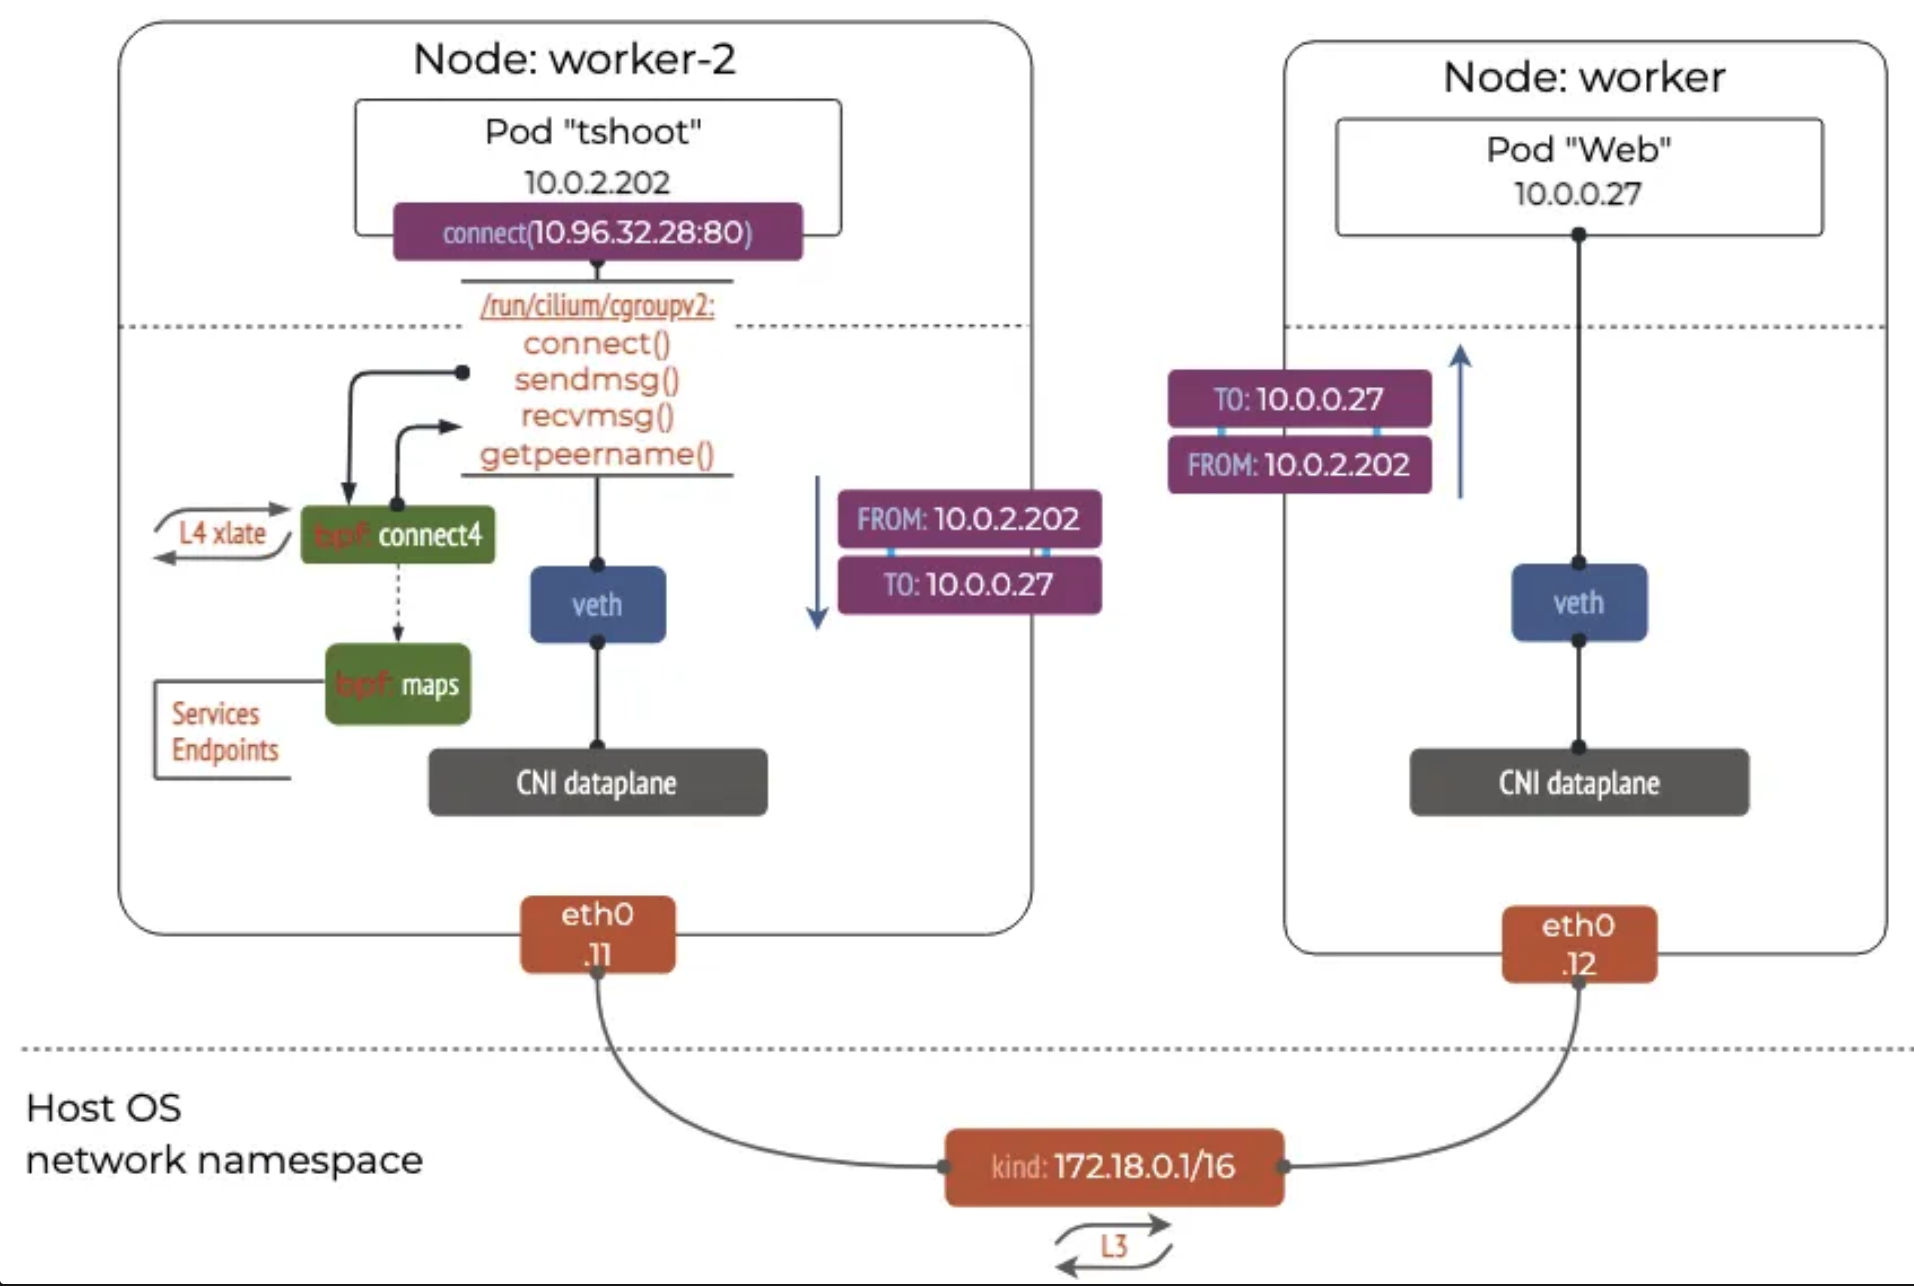 Node: worker-2
Pod "tshoot"
10.0.2.202
connect(10.96.32.28:80)
/run/cilium/cgroupv2:
connect()
sendmsg()
recvmsg()
getpeername()
L4 xlate
bpf: connect4
bpf: maps
Services
Endpoints
veth
FROM: 10.0.2.202
TO: 10.0.0.27
CNI dataplane
eth0
.11
Node: worker
Pod "Web"
10.0.0.27
TO: 10.0.0.27
FROM: 10.0.2.202
veth
CNI dataplane
eth0
.12
Host OS
network namespace
kind: 172.18.0.1/16
L3